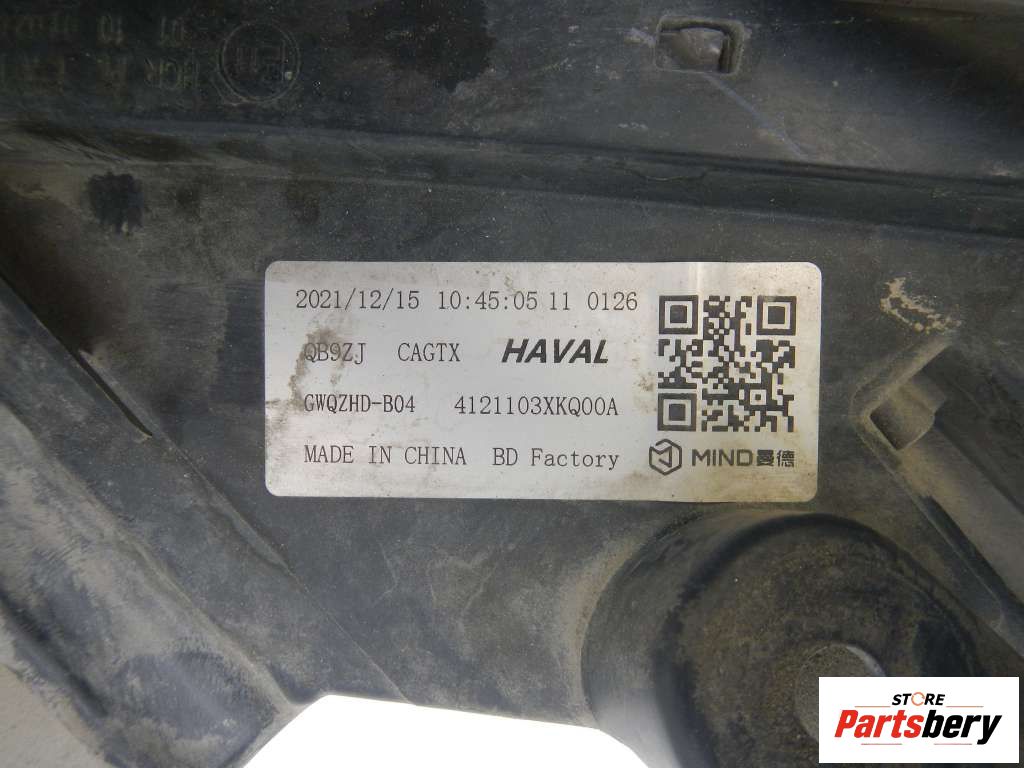 2021/12/15 10:45:05 11 0126
QB9ZJ CAGTX HAVAL
GWQZHD-B04 4121103XKQ00A
MADE IN CHINA BD Factory MIND曼德
STORE
Partsbery